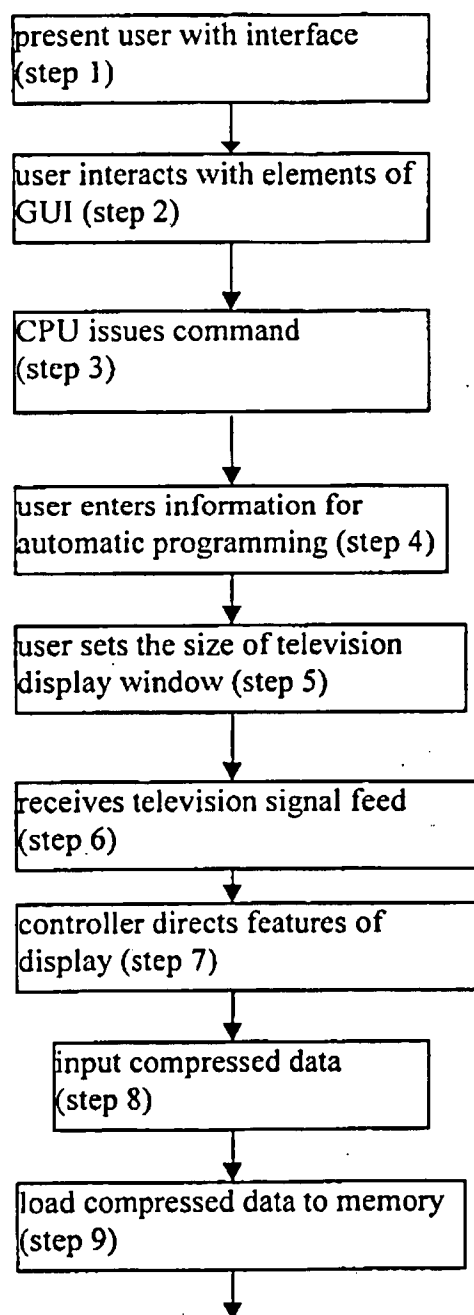 present user with interface
(step 1)
user interacts with elements of
GUI (step 2)
CPU issues command
(step 3)
user enters information for
automatic programming (step 4)
user sets the size of television
display window (step 5)
receives television signal feed
(step 6)
controller directs features of
display (step 7)
input compressed data
(step 8)
load compressed data to memory
(step 9)